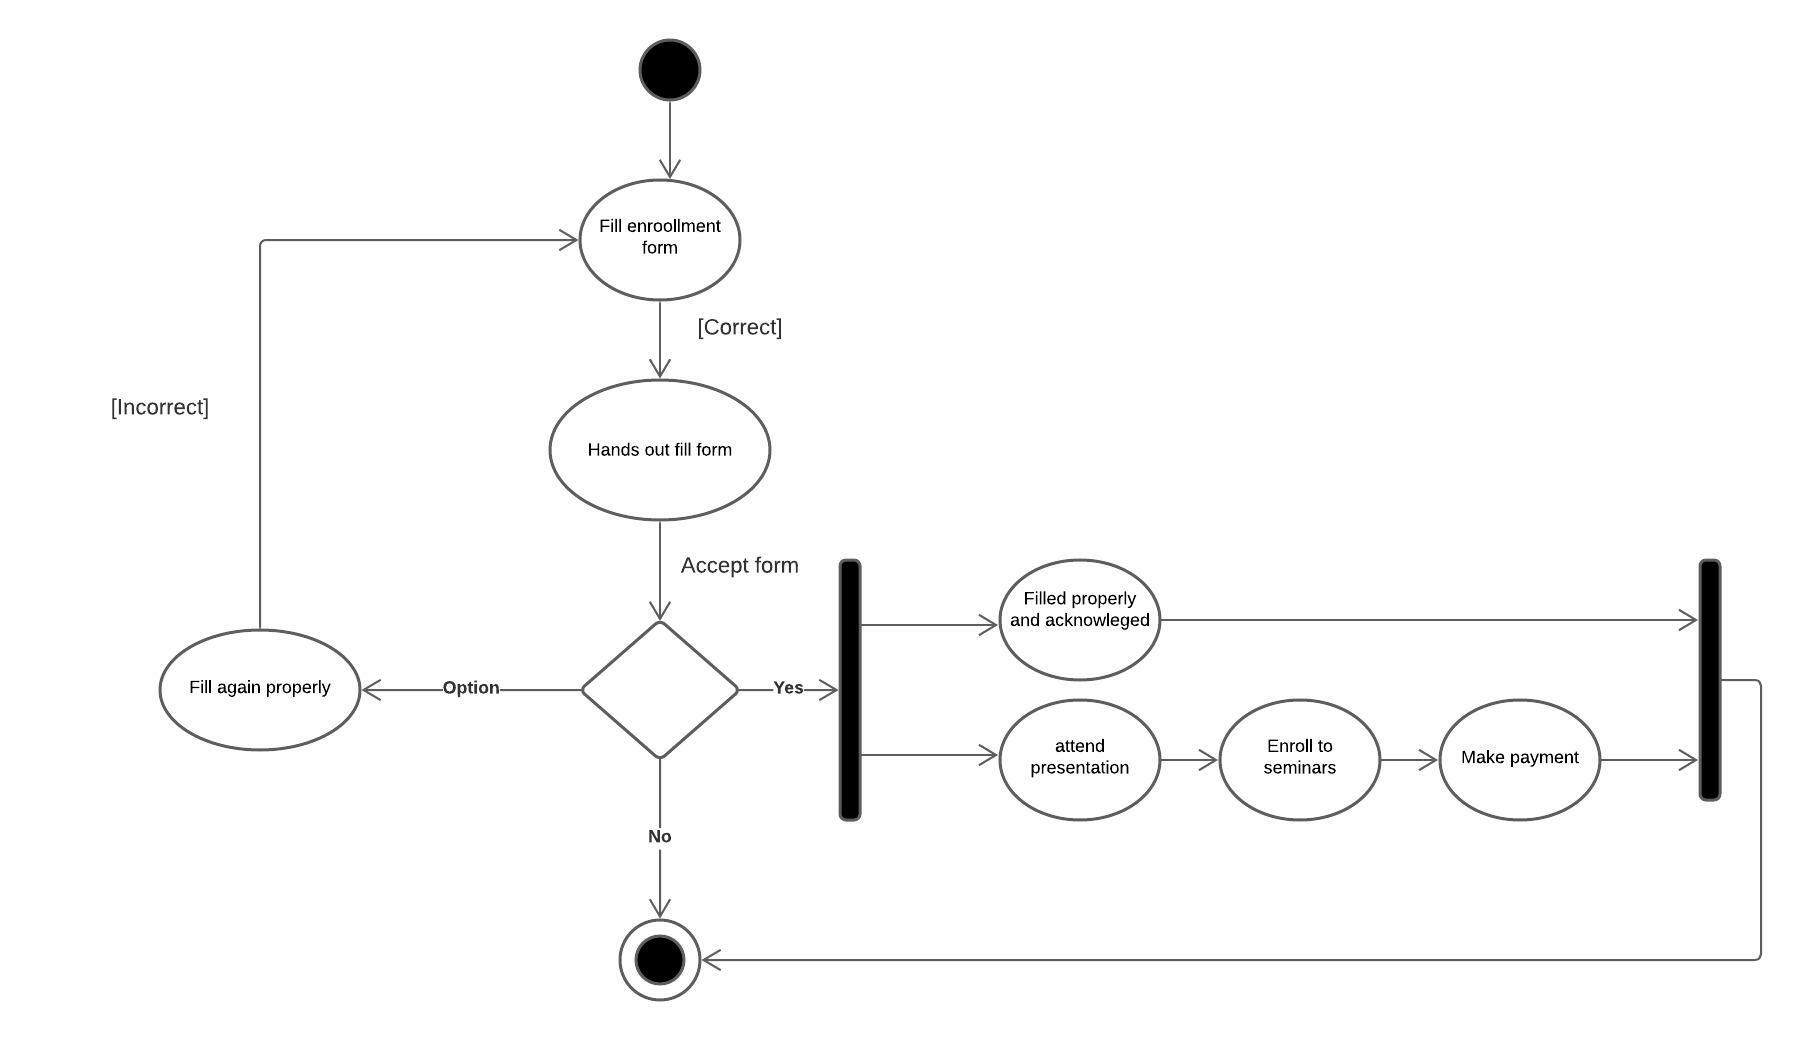 Fill enroollment
form
[Correct]
[Incorrect]
Hands out fill form
Accept form
Filled properly
and acknowleged
Fill again properly
Option
Yes
attend
presentation
Enroll to
seminars
Make payment
No